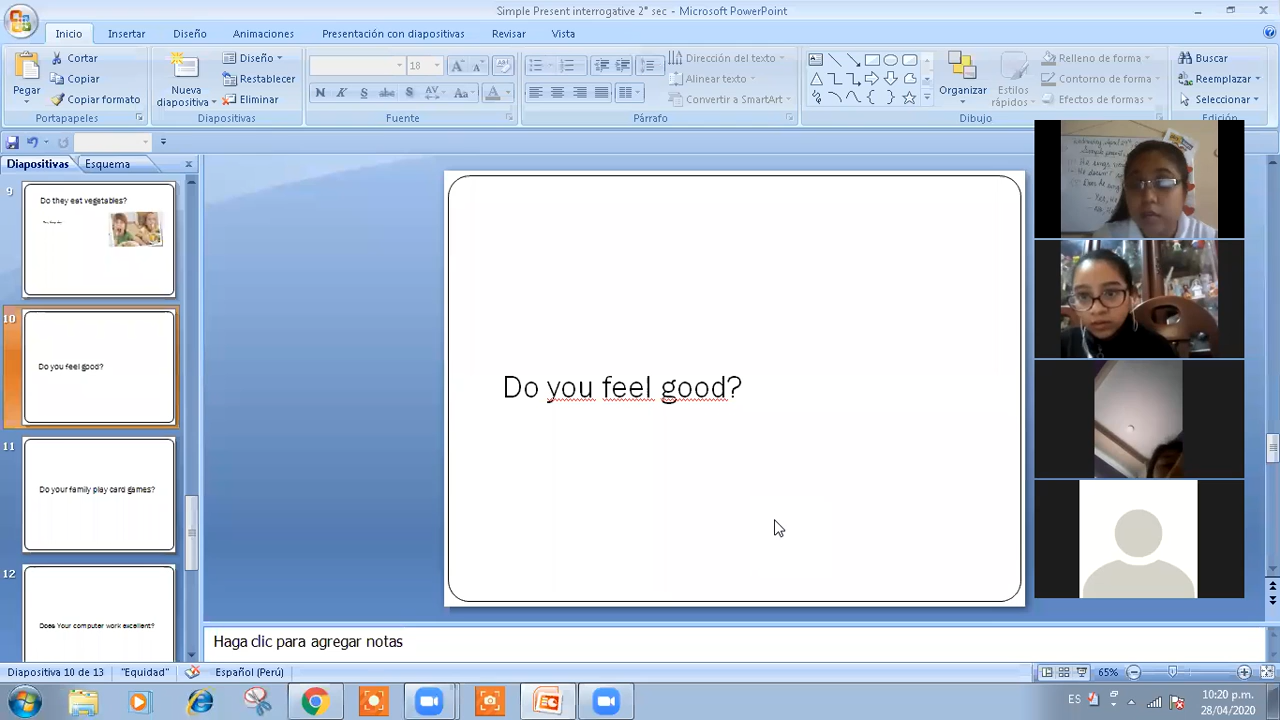 Simple Present interrogative 2° sec - Microsoft PowerPoint
Inicio Insertar Diseño Animaciones Presentación con diapositivas Revisar Vista
Pegar
Cortar
Copiar
Copiar formato
Portapapeles
Nueva diapositiva
Diseño
Restablecer
Eliminar
Diapositivas
18
N K S abc S AV Aa A
Fuente
Dirección del texto
Alinear texto
Convertir a SmartArt
Párrafo
Organizar
Estilos rápidos
Relleno de forma
Contorno de forma
Efectos de formas
Dibujo
Buscar
Reemplazar
Seleccionar
Edición
Diapositivas Esquema
9
Do they eat vegetables?
10
Do you feel good?
11
Do your family play card games?
12
Does Your computer work excellent?
Do you feel good?
Haga clic para agregar notas
Diapositiva 10 de 13 "Equidad" Español (Perú) 65%
ES 10:20 p.m.
28/04/2020